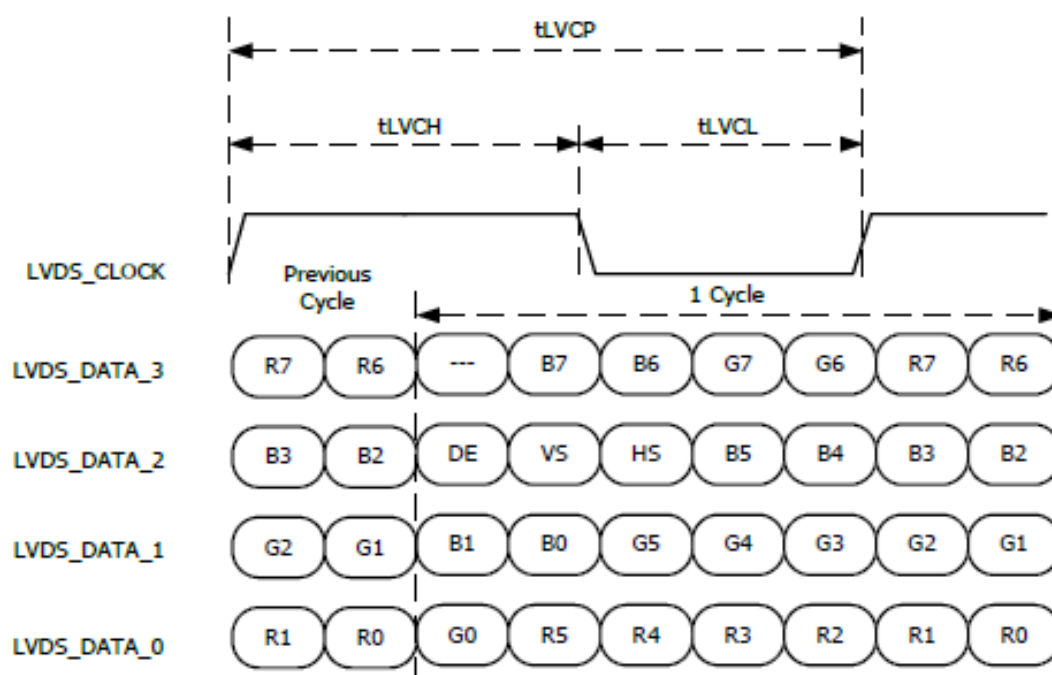 tLVCP
tLVCH tLVCL
LVDS_CLOCK
Previous
Cycle
1 Cycle
LVDS_DATA_3 R7 R6 --- B7 B6 G7 G6 R7 R6
LVDS_DATA_2 B3 B2 DE VS HS B5 B4 B3 B2
LVDS_DATA_1 G2 G1 B1 B0 G5 G4 G3 G2 G1
LVDS_DATA_0 R1 R0 G0 R5 R4 R3 R2 R1 R0